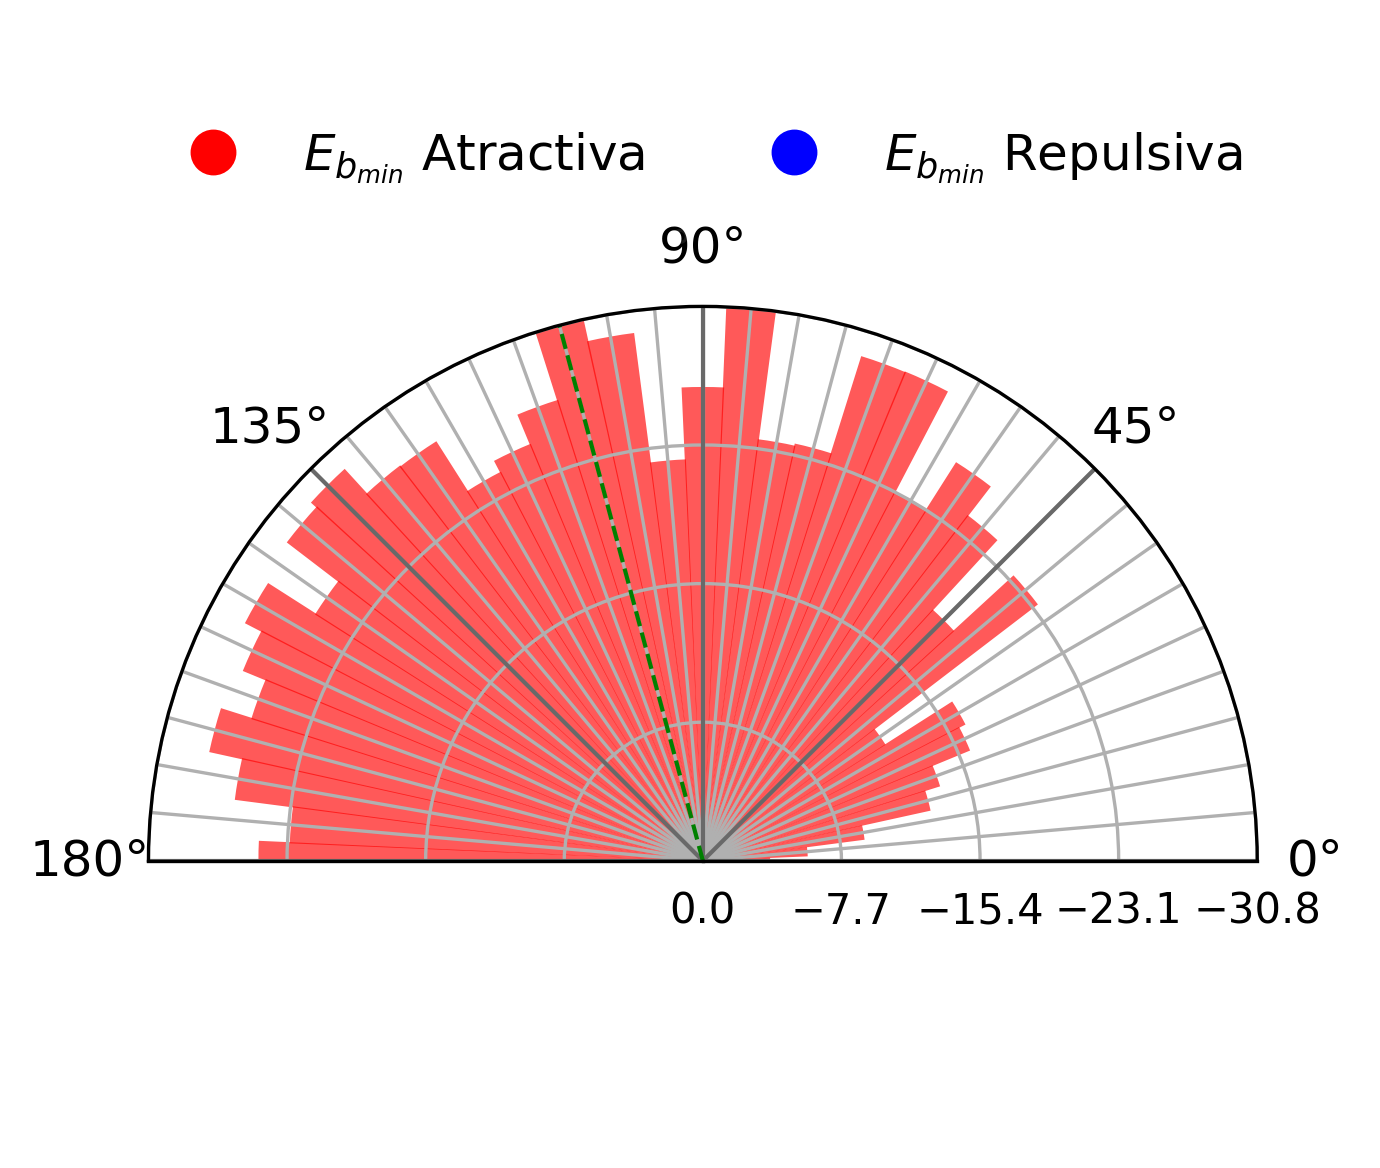 E_{b_{min}} Atractiva E_{b_{min}} Repulsiva
90°
135° 45°
180° 0°
0.0 −7.7 −15.4 −23.1 −30.8